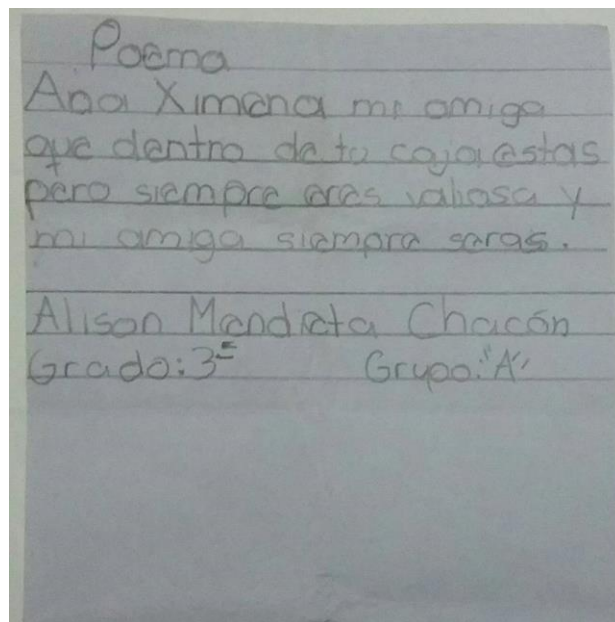 Poema
Ana Ximena mi amiga
que dentro de tu caja estas
pero siempre eres valiosa y
mi amiga siempre seras.
Alison Mendieta Chacón
Grado: 3º Grupo: "A"